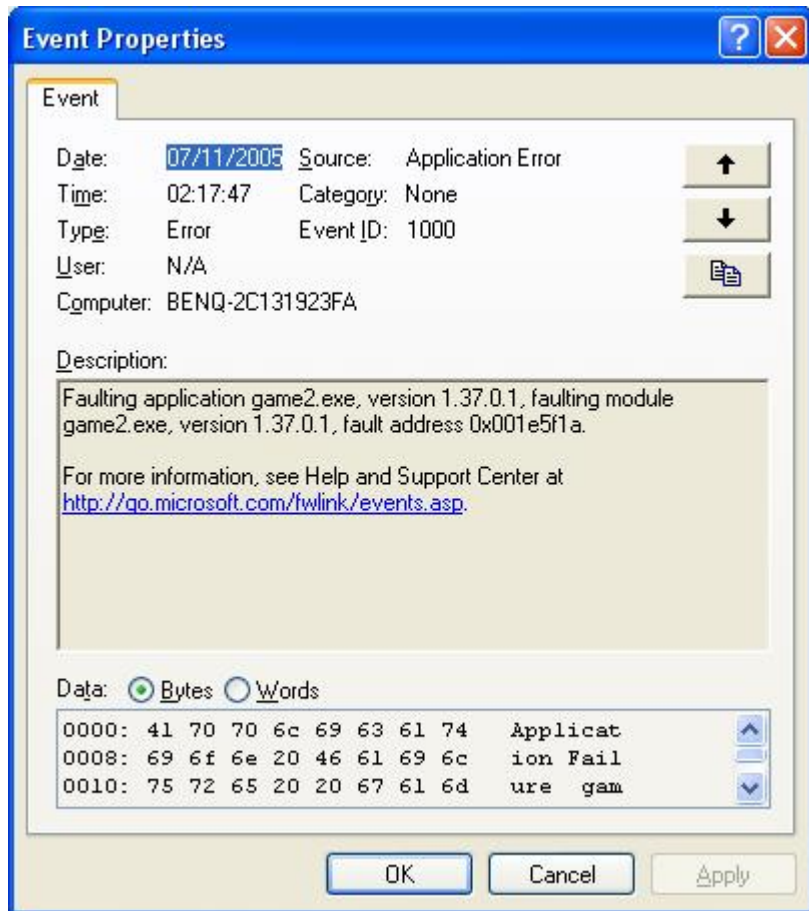 Event Properties
Event
Date: 07/11/2005 Source: Application Error
Time: 02:17:47 Category: None
Type: Error Event ID: 1000
User: N/A
Computer: BENQ-2C131923FA
Description:
Faulting application game2.exe, version 1.37.0.1, faulting module
game2.exe, version 1.37.0.1, fault address 0x001e5f1a.
For more information, see Help and Support Center at
http://go.microsoft.com/fwlink/events.asp.
Data: Bytes Words
0000: 41 70 70 6c 69 63 61 74 Applicat
0008: 69 6f 6e 20 46 61 69 6c ion Fail
0010: 75 72 65 20 20 67 61 6d ure  gam
OK Cancel Apply